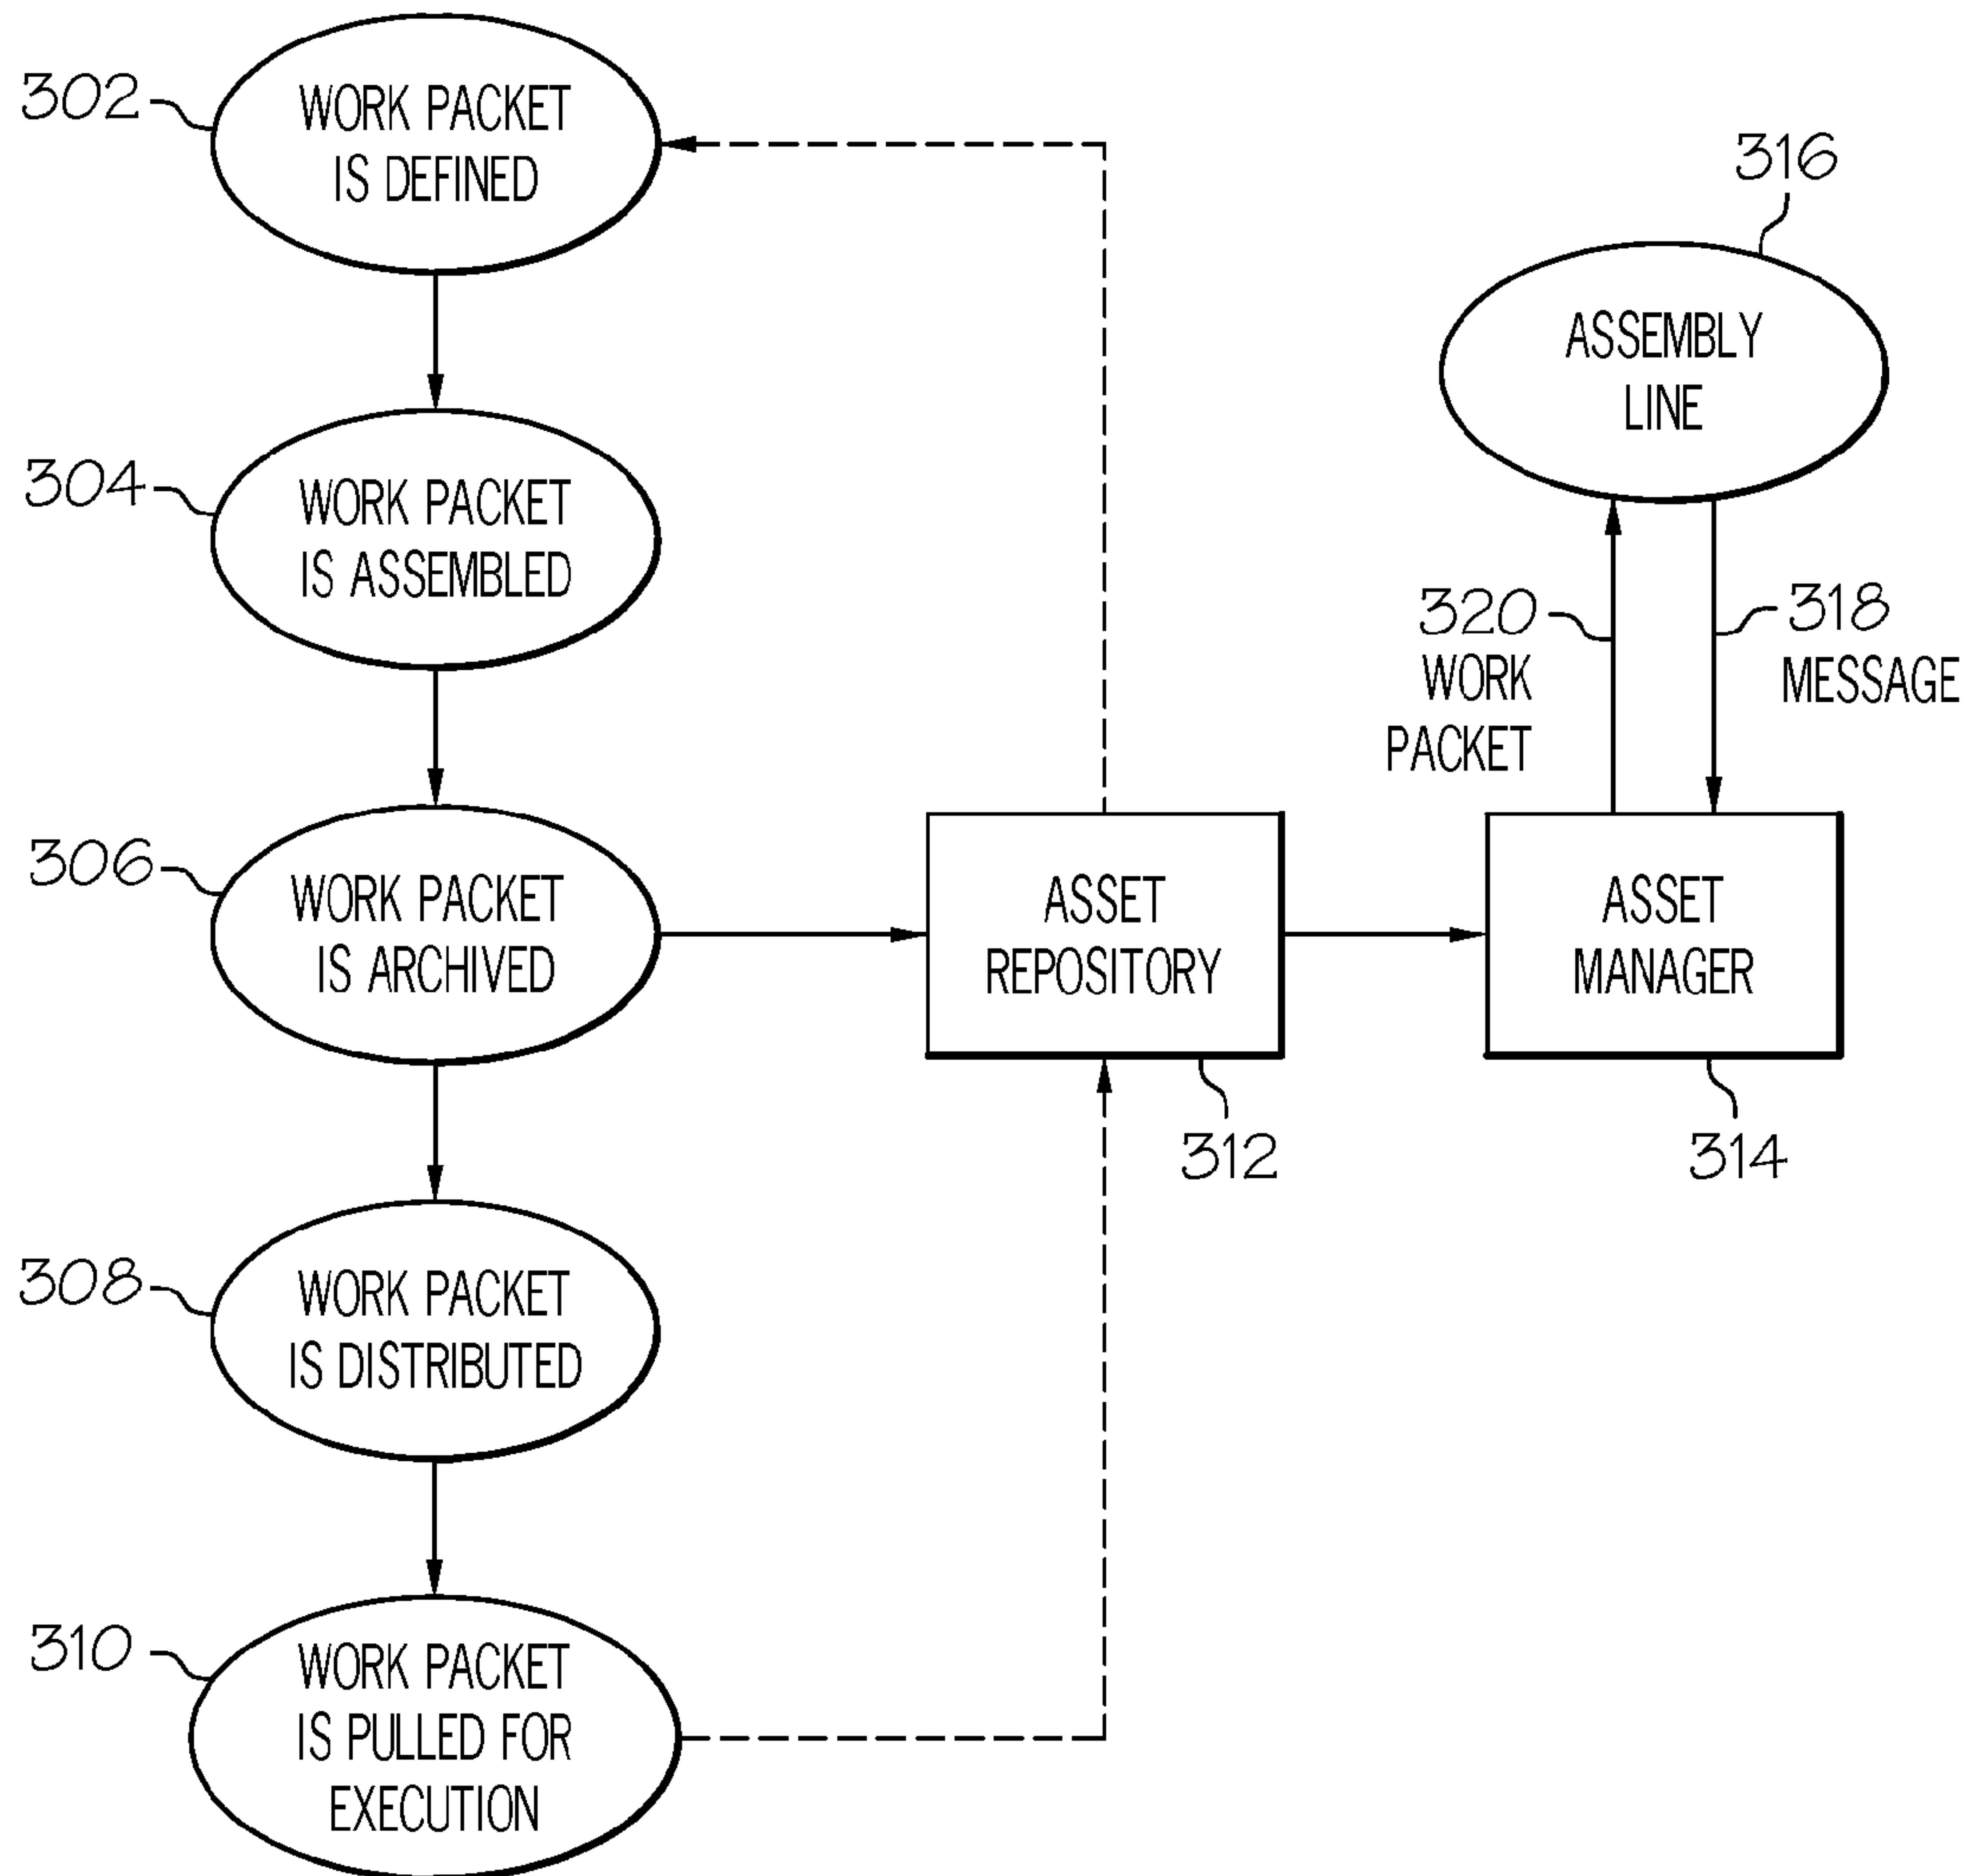 302
WORK PACKET
IS DEFINED
316
ASSEMBLY
LINE
304
WORK PACKET
IS ASSEMBLED
320
WORK
PACKET
318
MESSAGE
306
WORK PACKET
IS ARCHIVED
ASSET
REPOSITORY
312
ASSET
MANAGER
314
308
WORK PACKET
IS DISTRIBUTED
310
WORK PACKET
IS PULLED FOR
EXECUTION